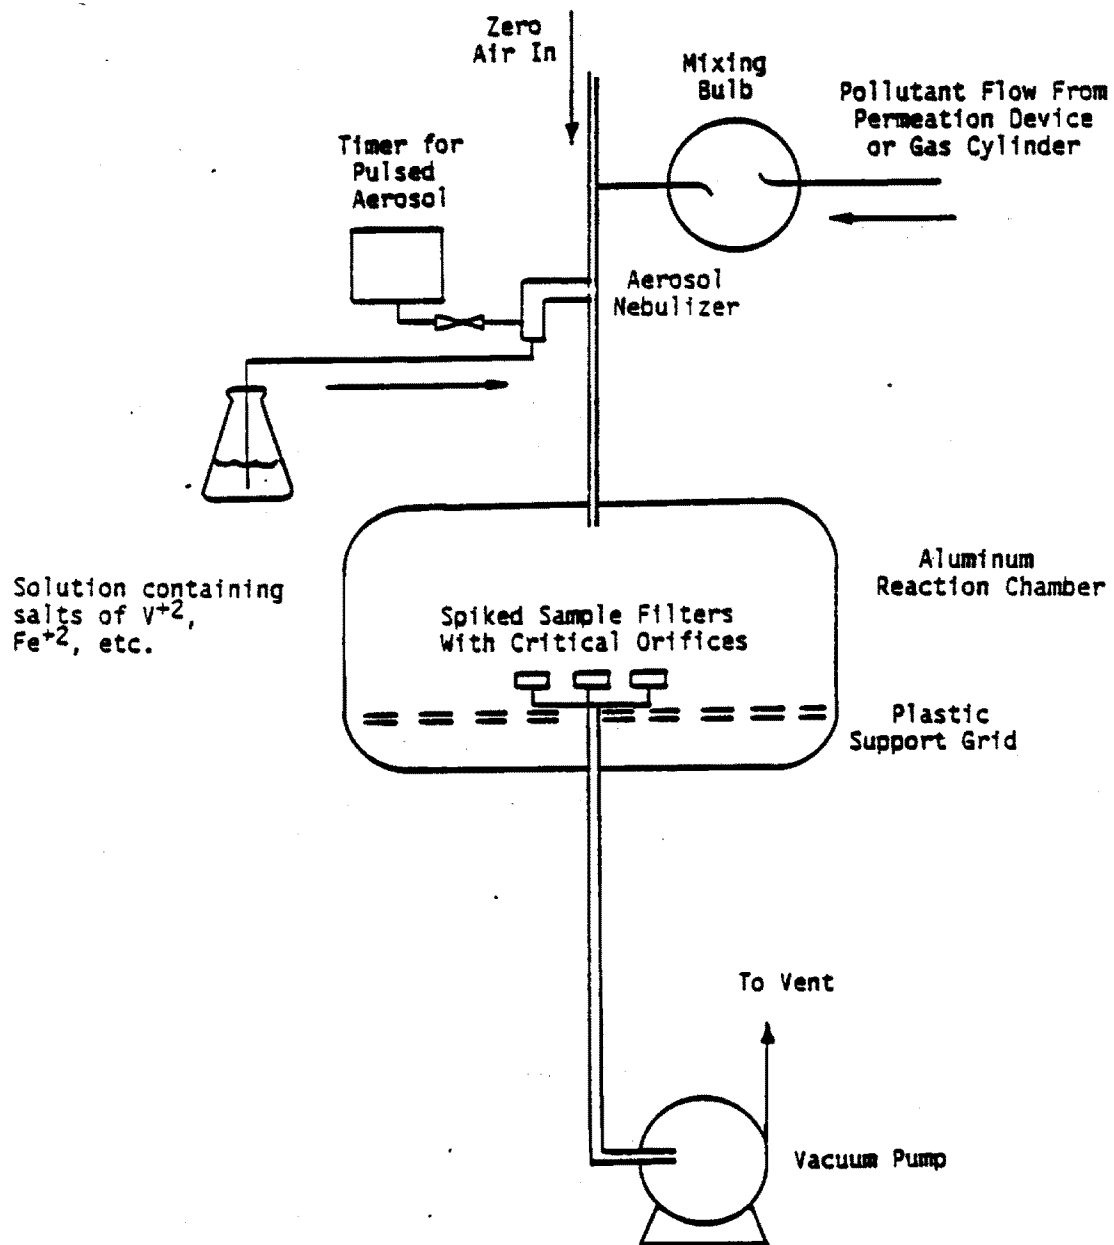 Zero
Air In
Mixing
Bulb
Pollutant Flow From
Permeation Device
or Gas Cylinder
Timer for
Pulsed
Aerosol
Aerosol
Nebulizer
Solution containing
salts of V+2,
Fe+2, etc.
Aluminum
Reaction Chamber
Spiked Sample Filters
With Critical Orifices
Plastic
Support Grid
To Vent
Vacuum Pump